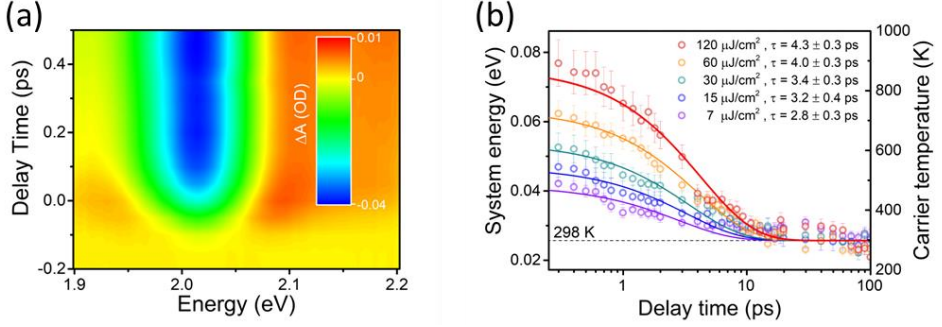 (a)
0.4
0.2
0.0
-0.2
Delay Time (ps)
1.9
2.0
2.1
2.2
Energy (eV)
ΔA (OD)
0.01
0
-0.04
(b)
0.08
0.06
0.04
0.02
System energy (eV)
120 μJ/cm² , τ = 4.3 ± 0.3 ps
60 μJ/cm² , τ = 4.0 ± 0.3 ps
30 μJ/cm² , τ = 3.4 ± 0.3 ps
15 μJ/cm² , τ = 3.2 ± 0.4 ps
7 μJ/cm² , τ = 2.8 ± 0.3 ps
298 K
1
10
100
Delay time (ps)
1000
900
800
700
600
500
400
300
200
Carrier temperature (K)